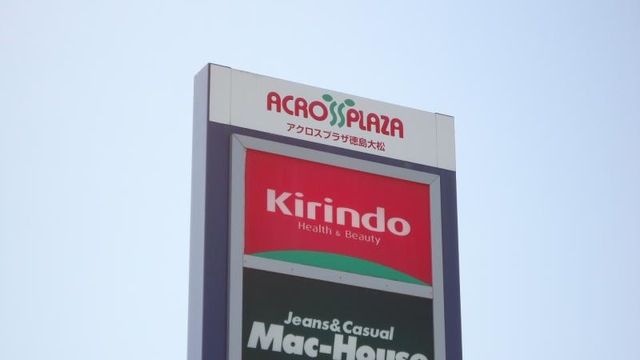 ACROSSPLAZA
アクロスプラザ徳島大松
Kirindo
Health & Beauty
Jeans&Casual
Mac-House